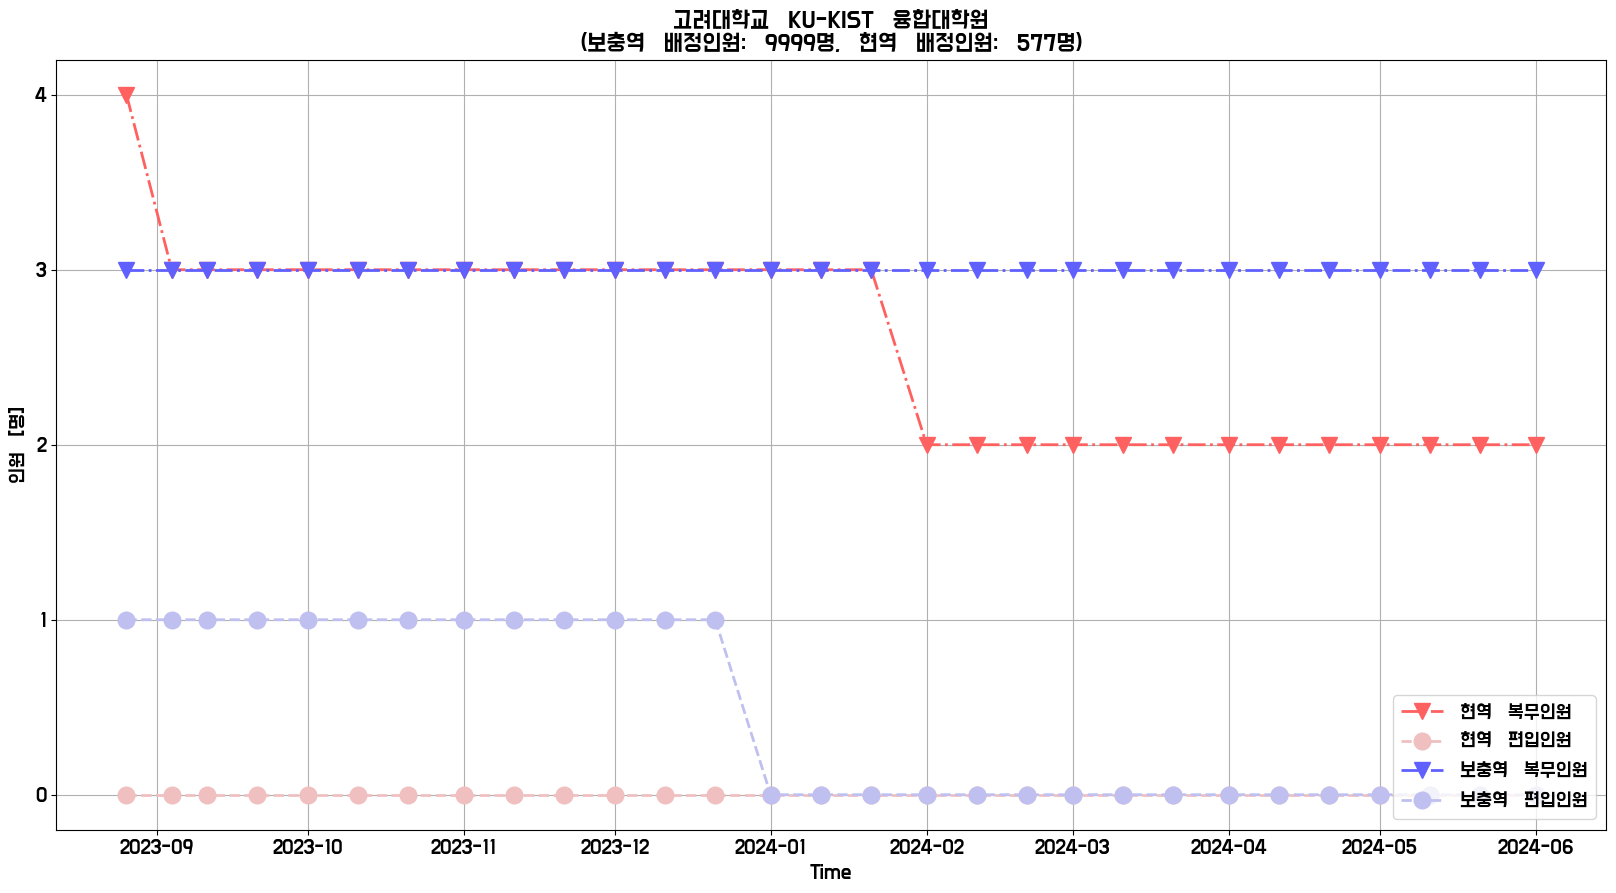 고려대학교 KU-KIST 융합대학원
(보충역 배정인원: 9999명, 현역 배정인원: 577명)
인원 [명]
4
3
2
1
0
2023-09 2023-10 2023-11 2023-12 2024-01 2024-02 2024-03 2024-04 2024-05 2024-06
Time
현역 복무인원
현역 편입인원
보충역 복무인원
보충역 편입인원